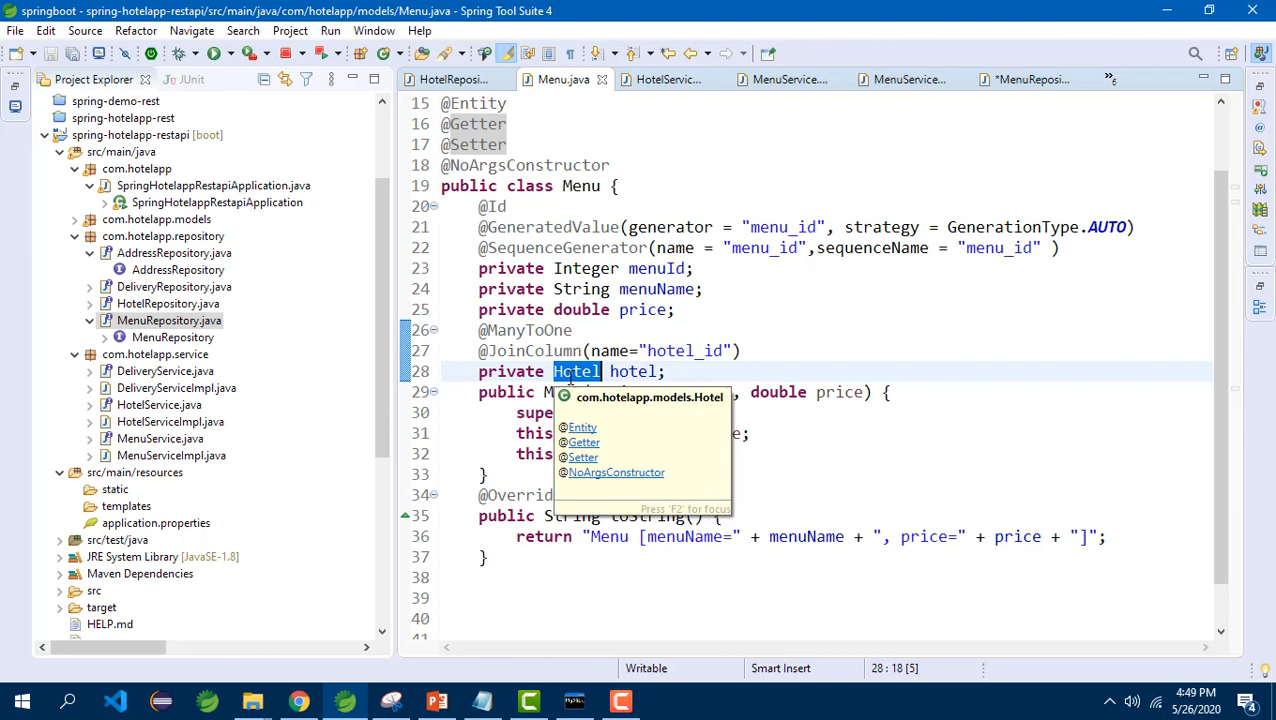 springboot - spring-hotelapp-restapi/src/main/java/com/hotelapp/models/Menu.java - Spring Tool Suite 4
File Edit Source Refactor Navigate Search Project Run Window Help
Project Explorer JUnit
HotelReposi... Menu.java HotelServic... MenuService.... MenuService... *MenuReposi... 6
spring-demo-rest
spring-hotelapp-rest
spring-hotelapp-restapi [boot]
src/main/java
com.hotelapp
SpringHotelappRestapiApplication.java
SpringHotelappRestapiApplication
com.hotelapp.models
com.hotelapp.repository
AddressRepository.java
AddressRepository
DeliveryRepository.java
HotelRepository.java
MenuRepository.java
MenuRepository
com.hotelapp.service
DeliveryService.java
DeliveryServiceImpl.java
HotelService.java
HotelServiceImpl.java
MenuService.java
MenuServiceImpl.java
src/main/resources
static
templates
application.properties
src/test/java
JRE System Library [JavaSE-1.8]
Maven Dependencies
src
target
HELP.md
15 @Entity
16 @Getter
17 @Setter
18 @NoArgsConstructor
19 public class Menu {
20 @Id
21 @GeneratedValue(generator = "menu_id", strategy = GenerationType.AUTO)
22 @SequenceGenerator(name = "menu_id",sequenceName = "menu_id" )
23 private Integer menuId;
24 private String menuName;
25 private double price;
26 @ManyToOne
27 @JoinColumn(name="hotel_id")
28 private Hotel hotel;
29 public M , double price) {
30 supe
31 this e;
32 this
33 }
34 @Overrid
35 public String toString() {
36 return "Menu [menuName=" + menuName + ", price=" + price + "]";
37 }
38
39
40
41
com.hotelapp.models.Hotel
@Entity
@Getter
@Setter
@NoArgsConstructor
Press 'F2' for focus
Writable Smart Insert 28 : 18 [5]
4:49 PM
5/26/2020
4